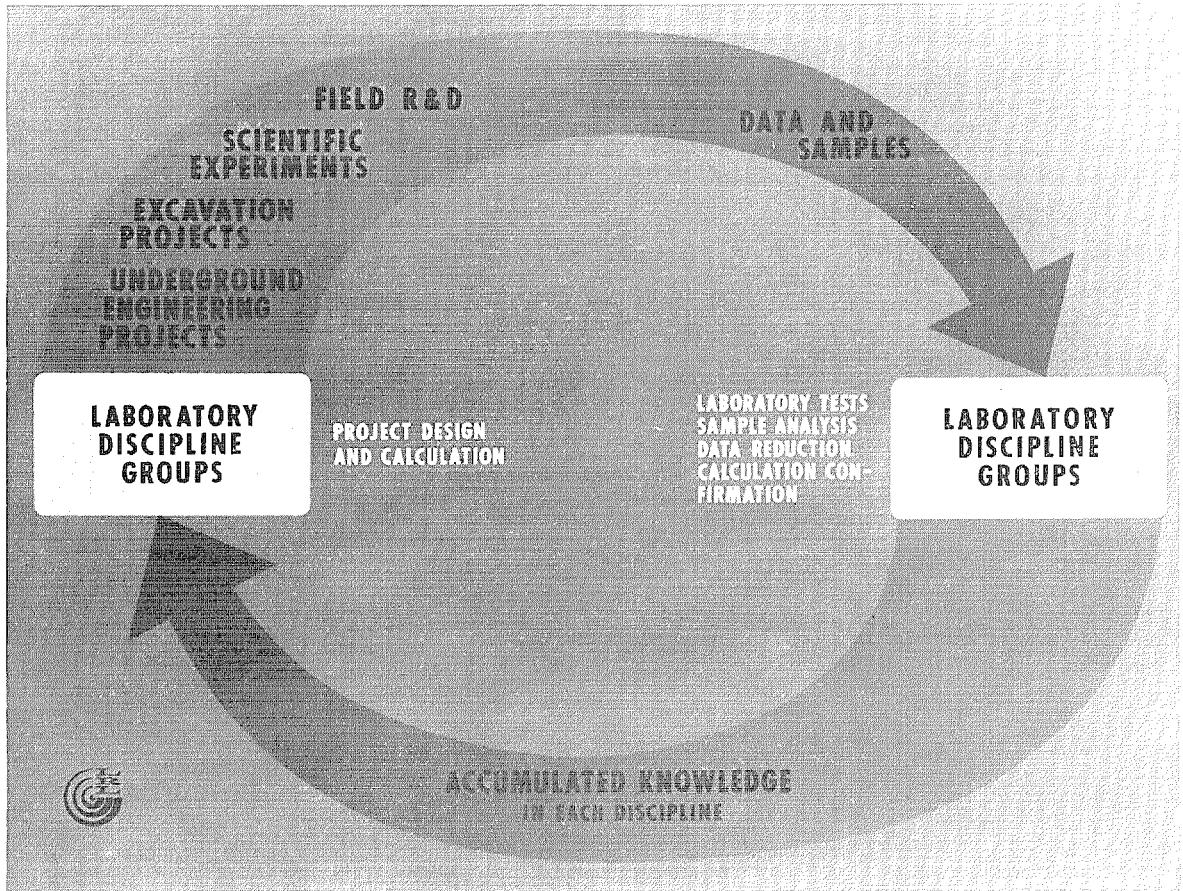 FIELD R & D
SCIENTIFIC
EXPERIMENTS
EXCAVATION
PROJECTS
UNDERGROUND
ENGINEERING
PROJECTS
DATA AND
SAMPLES
LABORATORY
DISCIPLINE
GROUPS
PROJECT DESIGN
AND CALCULATION
LABORATORY TESTS
SAMPLE ANALYSIS
DATA REDUCTION
CALCULATION CON-
FIRMATION
LABORATORY
DISCIPLINE
GROUPS
ACCUMULATED KNOWLEDGE
IN EACH DISCIPLINE